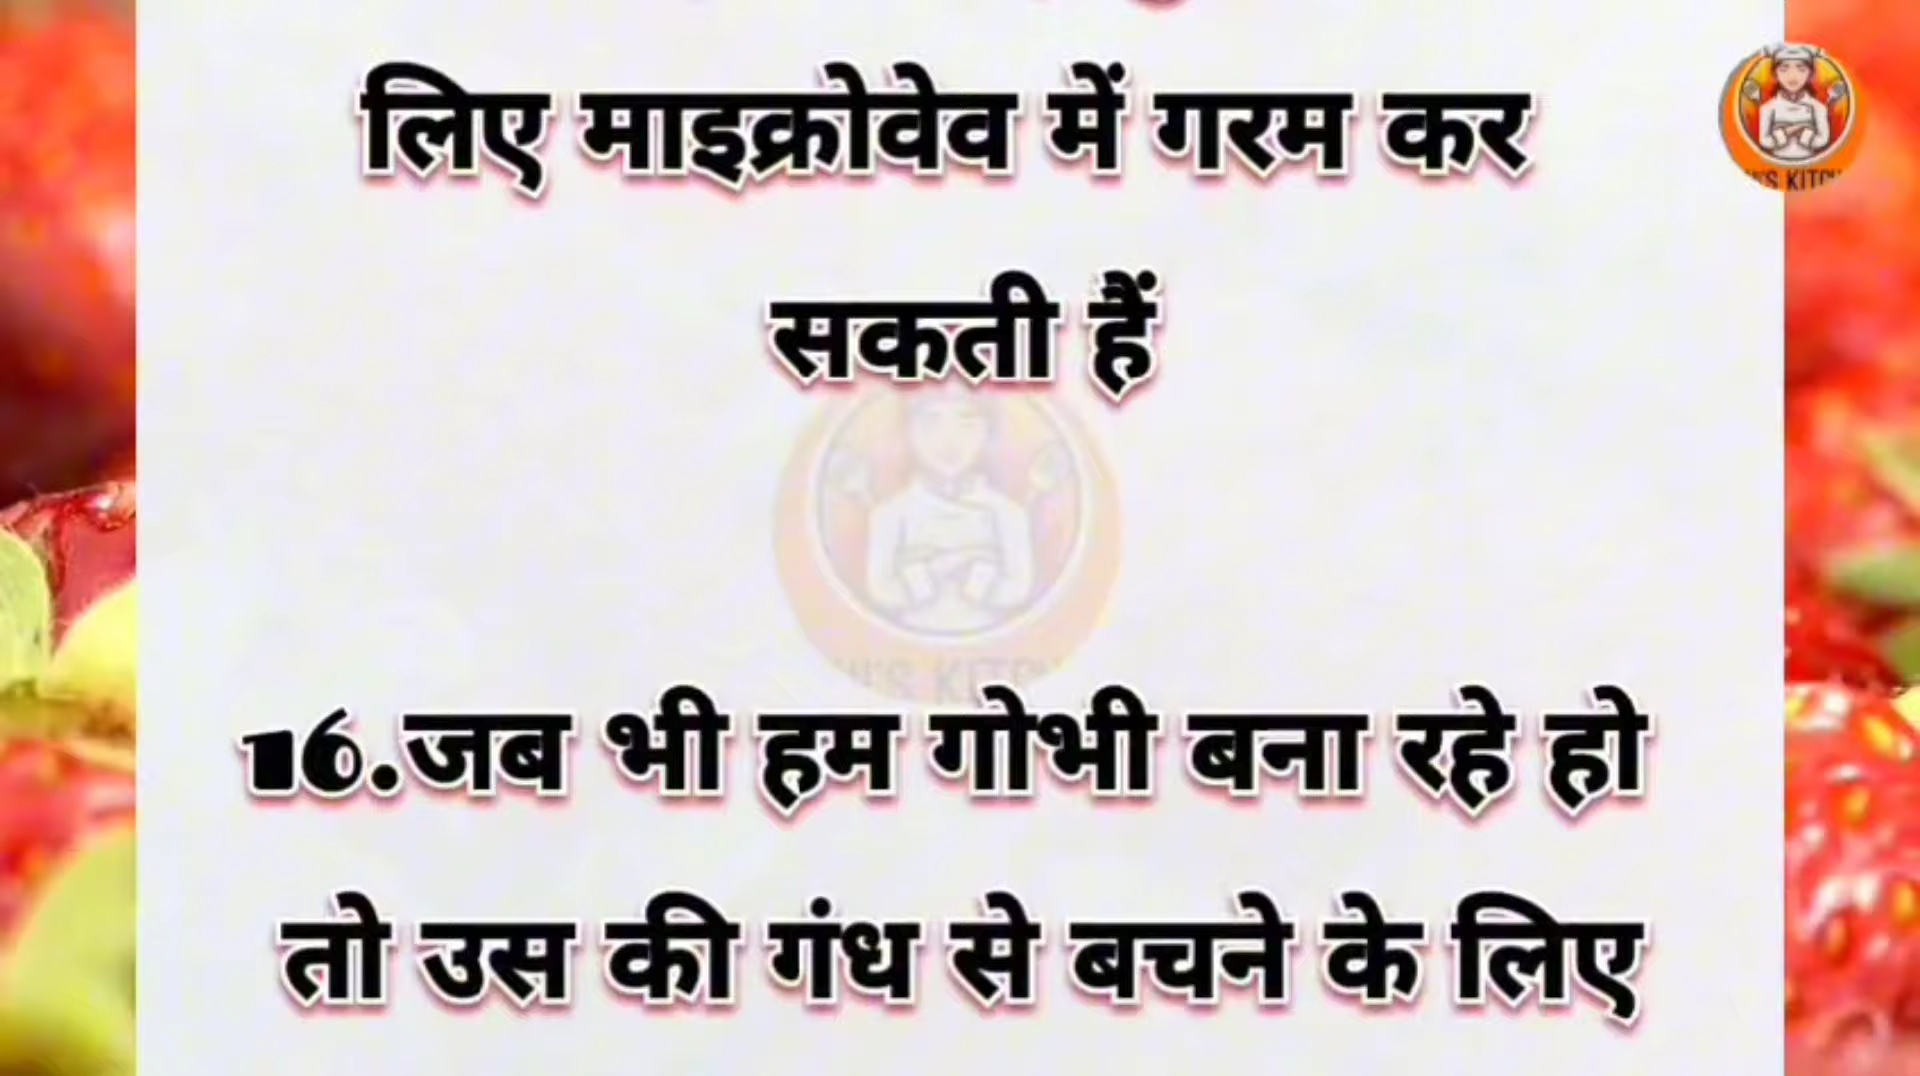 लिए माइक्रोवेव में गरम कर
सकती हैं
16.जब भी हम गोभी बना रहे हो
तो उस की गंध से बचने के लिए